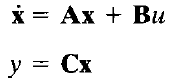 ẋ = Ax + Bu
y = Cx